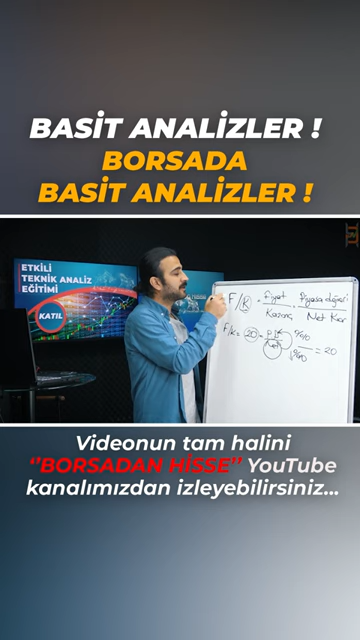 BASİT ANALİZLER !
BORSADA
BASİT ANALİZLER !
ETKİLİ
TEKNİK ANALİZ
EĞİTİMİ
KATIL
F/K = Fiyat / Kazanç = Piyasa değeri / Net Kar
F/K = 20 = P.D / Net
= 20
Videonun tam halini
‘’BORSADAN HİSSE’’ YouTube
kanalımızdan izleyebilirsiniz...